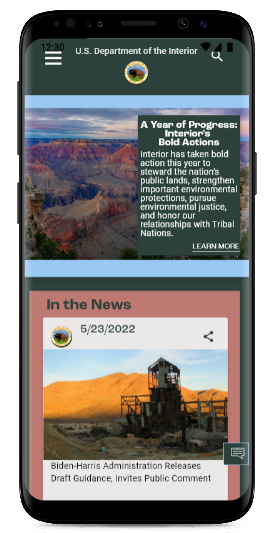 12:30
U.S. Department of the Interior
A Year of Progress:
Interior's
Bold Actions
Interior has taken bold
action this year to
steward the nation's
public lands, strengthen
important environmental
protections, pursue
environmental justice,
and honor our
relationships with Tribal
Nations.
LEARN MORE
In the News
5/23/2022
Biden-Harris Administration Releases
Draft Guidance, Invites Public Comment